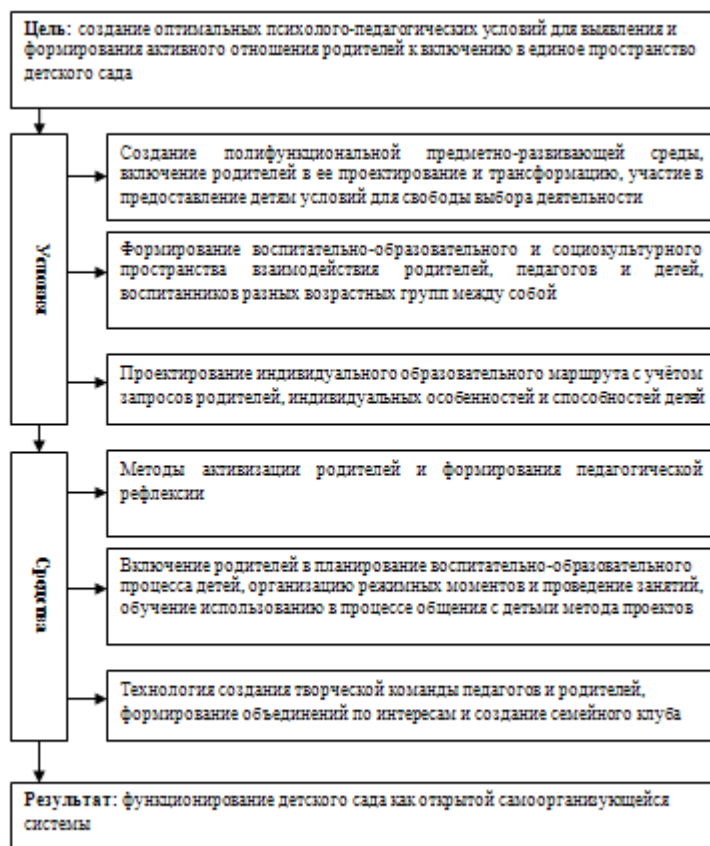 Цель: создание оптимальных психолого-педагогических условий для выявления и
формирования активного отношения родителей к включению в единое пространство
детского сада
Условия
Создание полифункциональной предметно-развивающей среды,
включение родителей в ее проектирование и трансформацию, участие в
предоставление детям условий для свободы выбора деятельности
Формирование воспитательно-образовательного и социокультурного
пространства взаимодействия родителей, педагогов и детей,
воспитанников разных возрастных групп между собой
Проектирование индивидуального образовательного маршрута с учётом
запросов родителей, индивидуальных особенностей и способностей детей
Средства
Методы активизации родителей и формирования педагогической
рефлексии
Включение родителей в планирование воспитательно-образовательного
процесса детей, организацию режимных моментов и проведение занятий,
обучение использованию в процессе общения с детьми метода проектов
Технология создания творческой команды педагогов и родителей,
формирование объединений по интересам и создание семейного клуба
Результат: функционирование детского сада как открытой самоорганизующейся
системы